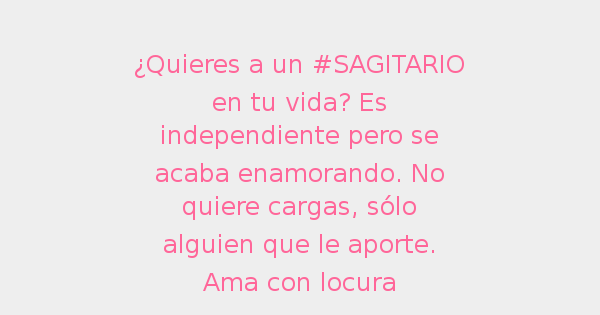 ¿Quieres a un #SAGITARIO
en tu vida? Es
independiente pero se
acaba enamorando. No
quiere cargas, sólo
alguien que le aporte.
Ama con locura